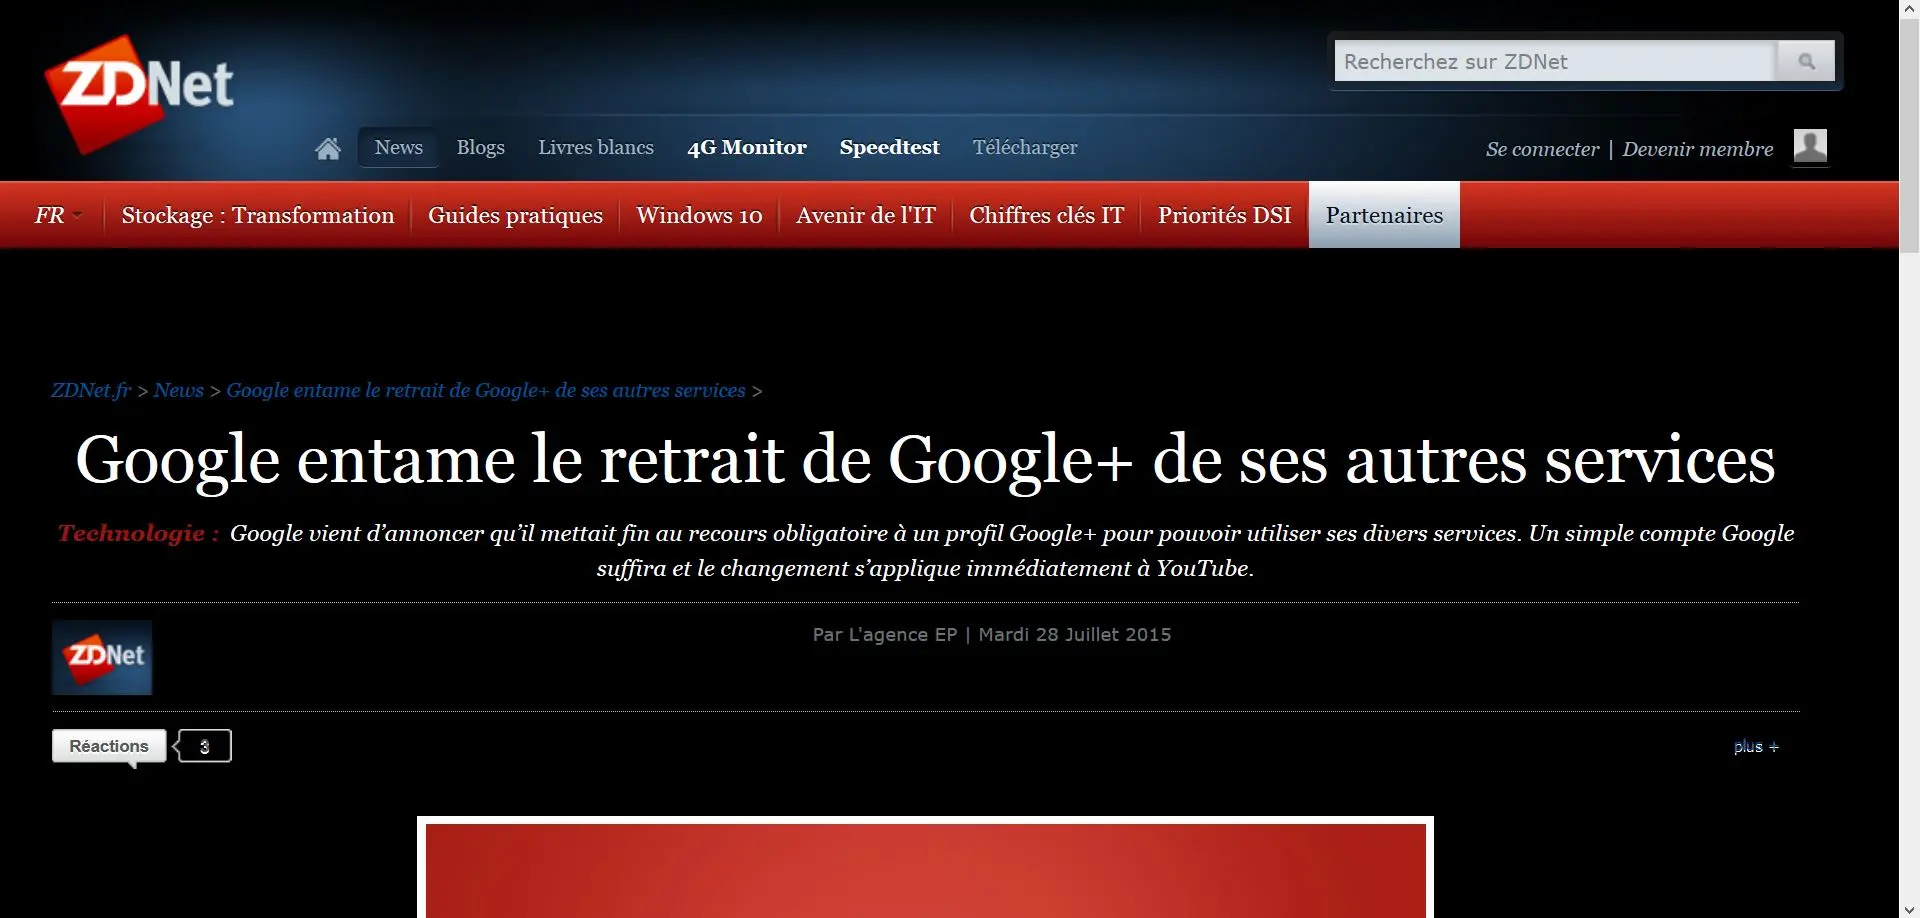 ZDNet
Recherchez sur ZDNet
News Blogs Livres blancs 4G Monitor Speedtest Télécharger
Se connecter | Devenir membre
FR Stockage : Transformation Guides pratiques Windows 10 Avenir de l'IT Chiffres clés IT Priorités DSI Partenaires
ZDNet.fr > News > Google entame le retrait de Google+ de ses autres services >
Google entame le retrait de Google+ de ses autres services
Technologie : Google vient d’annoncer qu’il mettait fin au recours obligatoire à un profil Google+ pour pouvoir utiliser ses divers services. Un simple compte Google
suffira et le changement s’applique immédiatement à YouTube.
ZDNet
Par L'agence EP | Mardi 28 Juillet 2015
Réactions 3
plus +